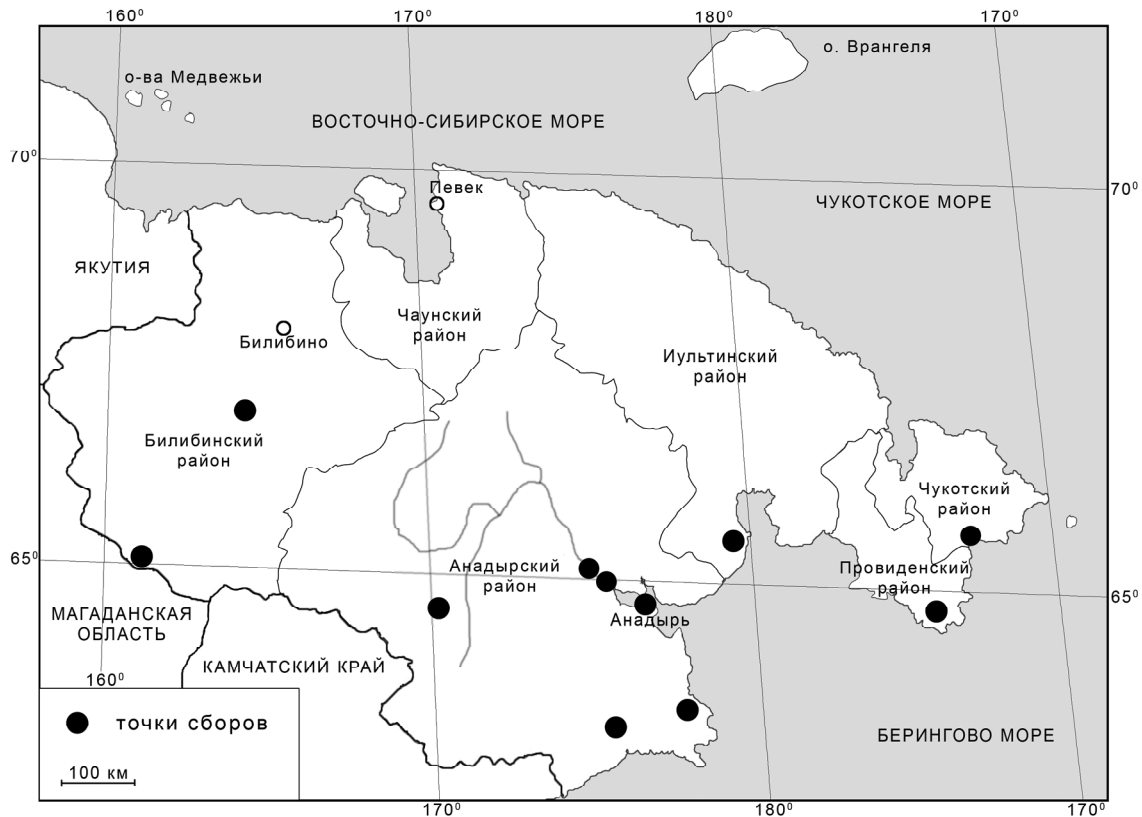 160⁰
170⁰
180⁰
170⁰
о. Врангеля
о-ва Медвежьи
ВОСТОЧНО-СИБИРСКОЕ МОРЕ
70⁰
Певек
70⁰
ЧУКОТСКОЕ МОРЕ
ЯКУТИЯ
Чаунский
район
Билибино
Иультинский
район
Билибинский
район
Чукотский
район
65⁰
Анадырский
район
Провиденский
район
65⁰
МАГАДАНСКАЯ
ОБЛАСТЬ
Анадырь
КАМЧАТСКИЙ КРАЙ
160⁰
точки сборов
БЕРИНГОВО МОРЕ
100 км
170⁰
180⁰
170⁰